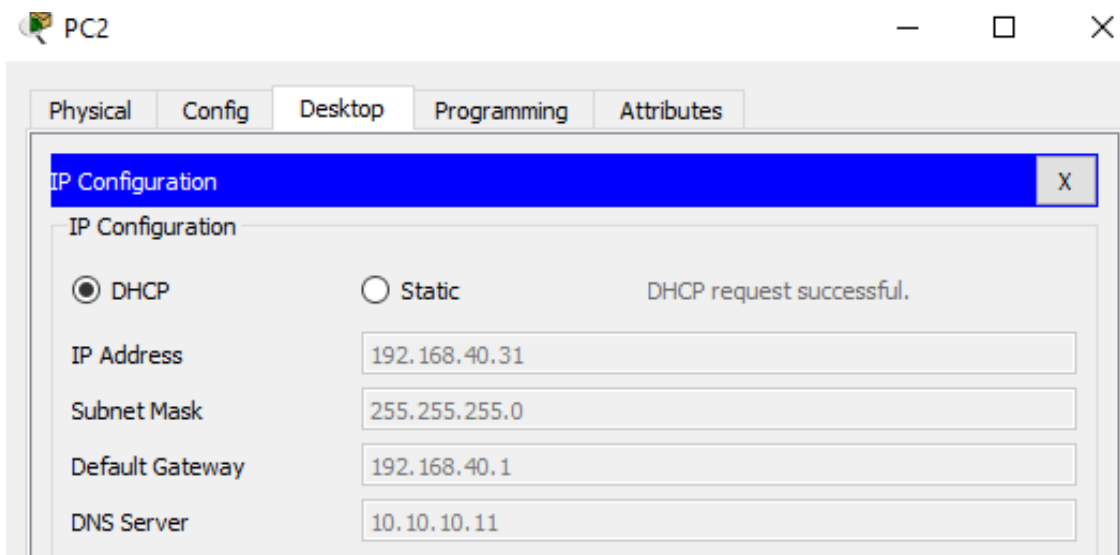 PC2
Physical Config Desktop Programming Attributes
IP Configuration X
IP Configuration
DHCP Static DHCP request successful.
IP Address 192.168.40.31
Subnet Mask 255.255.255.0
Default Gateway 192.168.40.1
DNS Server 10.10.10.11